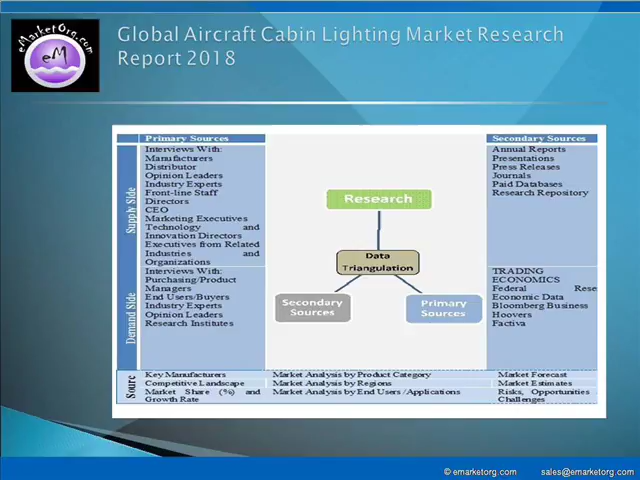 eMarketOrg.com
eM
Global Aircraft Cabin Lighting Market Research
Report 2018
Primary Sources
Secondary Sources
Supply Side
Interviews With:
Manufacturers
Distributor
Opinion Leaders
Industry Experts
Front-line Staff
Directors
CEO
Marketing Executives
Technology and
Innovation Directors
Executives from Related
Industries and
Organizations
Annual Reports
Presentations
Press Releases
Journals
Paid Databases
Research Repository
Research
Data
Triangulation
Secondary
Sources
Primary
Sources
Demand Side
Interviews With:
Purchasing/Product
Managers
End Users/Buyers
Industry Experts
Opinion Leaders
Research Institutes
TRADING
ECONOMICS
Federal Rese
Economic Data
Bloomberg Business
Hoovers
Factiva
Sourc
Key Manufacturers
Competitive Landscape
Market Share (%) and
Growth Rate
Market Analysis by Product Category
Market Analysis by Regions
Market Analysis by End Users /Applications
Market Forecast
Market Estimates
Risks, Opportunities
Challenges
© emarketorg.com
sales@emarketorg.com